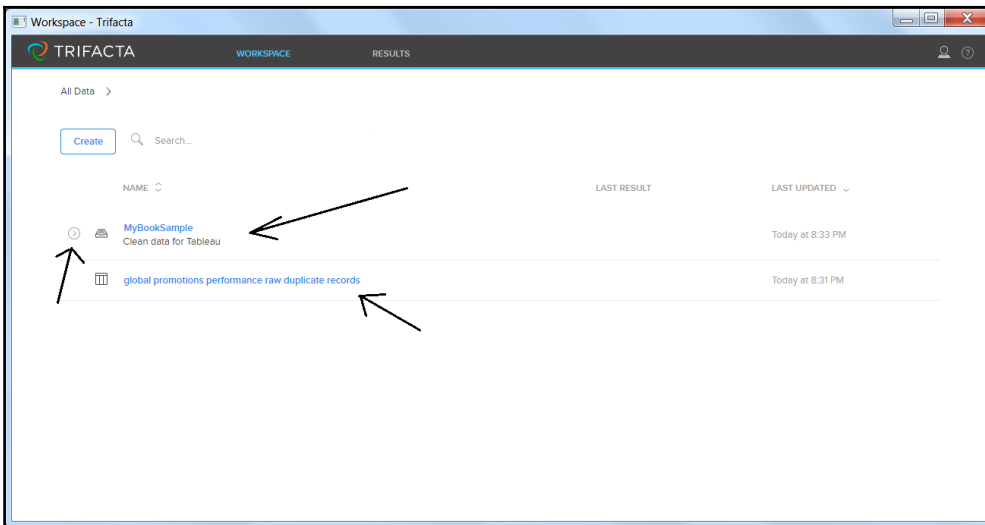 Workspace - Trifacta
TRIFACTA WORKSPACE RESULTS
All Data
Create Search...
NAME LAST RESULT LAST UPDATED
MyBookSample
Clean data for Tableau Today at 8:33 PM
global promotions performance raw duplicate records Today at 8:31 PM